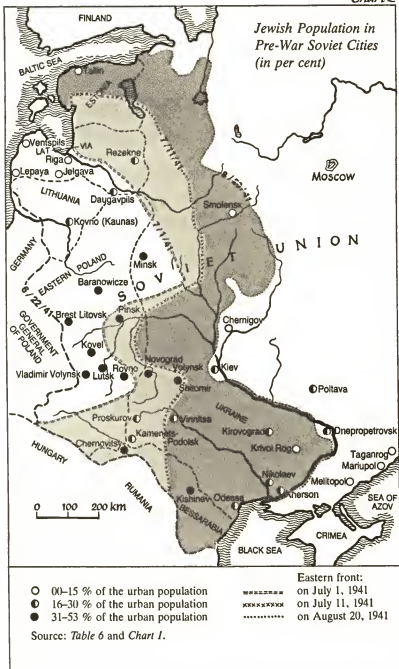 Chart 2
FINLAND
Jewish Population in
Pre-War Soviet Cities
(in per cent)
BALTIC SEA
Tallin
ESTONIA
Ventspils
LAT
VIA
Riga
Rezekne
Lepaya
Jelgava
Moscow
LITHUANIA
Daugavpils
Smolensk
Kovno (Kaunas)
GERMANY
EASTERN POLAND
Minsk
SOVIET UNION
Baranowicze
6/22/41
GOVERNMENT
GENERAL
OF POLAND
Brest Litovsk
Pinsk
Chernigov
Kovel
Vladimir Volynsk
Lutsk
Rovno
Novograd
Volynsk
Kiev
Shitomir
Poltava
UKRAINE
Proskurov
Vinnitsa
Kirovograd
Dnepropetrovsk
Kamenets-
Podolsk
Krivoi Rog
Chernovitsy
Taganrog
Mariupol
HUNGARY
Nikolaev
Melitopol
RUMANIA
Kishinev
Odessa
Kherson
BESSARABIA
SEA OF
AZOV
0 100 200 km
CRIMEA
BLACK SEA
Eastern front:
00-15 % of the urban population
on July 1, 1941
16-30 % of the urban population
on July 11, 1941
31-53 % of the urban population
on August 20, 1941
Source: Table 6 and Chart 1.